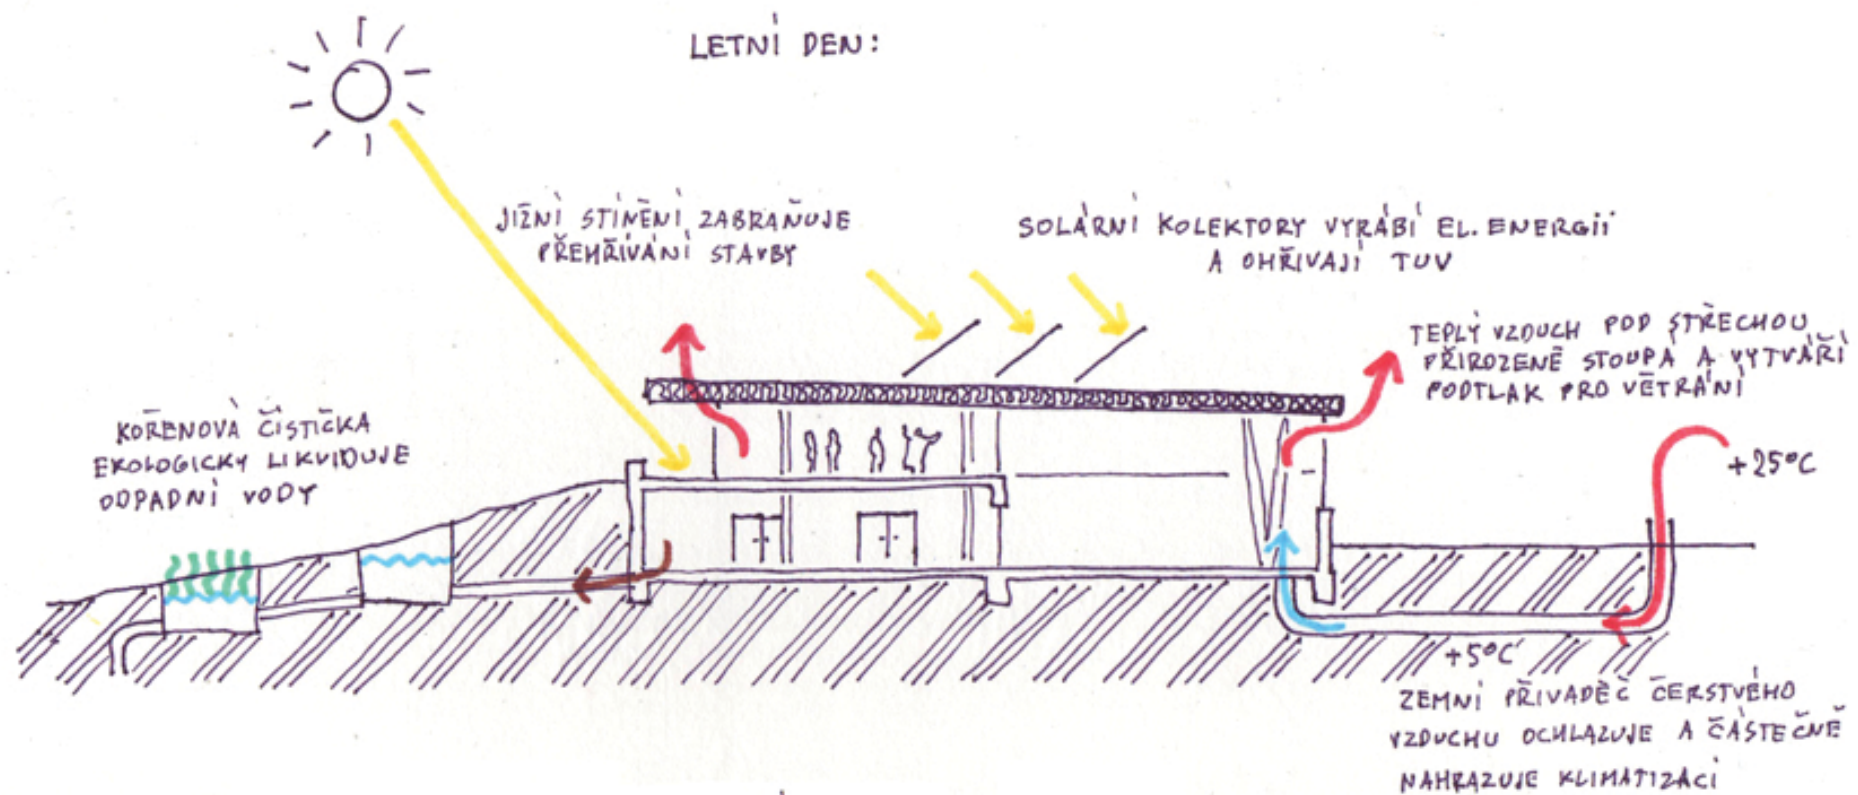 LETNÍ DEN:
JIŽNÍ STÍNĚNÍ ZABRAŇUJE
PŘEHŘÍVÁNÍ STAVBY
SOLÁRNÍ KOLEKTORY VYRÁBÍ EL. ENERGII
A OHŘÍVAJÍ TUV
TEPLÝ VZDUCH POD STŘECHOU
PŘIROZENĚ STOUPÁ A VYTVÁŘÍ
PODTLAK PRO VĚTRÁNÍ
KOŘENOVÁ ČISTIČKA
EKOLOGICKY LIKVIDUJE
ODPADNÍ VODY
+25°C
+5°C
ZEMNÍ PŘIVADĚČ ČERSTVÉHO
VZDUCHU OCHLAZUJE A ČÁSTEČNĚ
NAHRAZUJE KLIMATIZACI